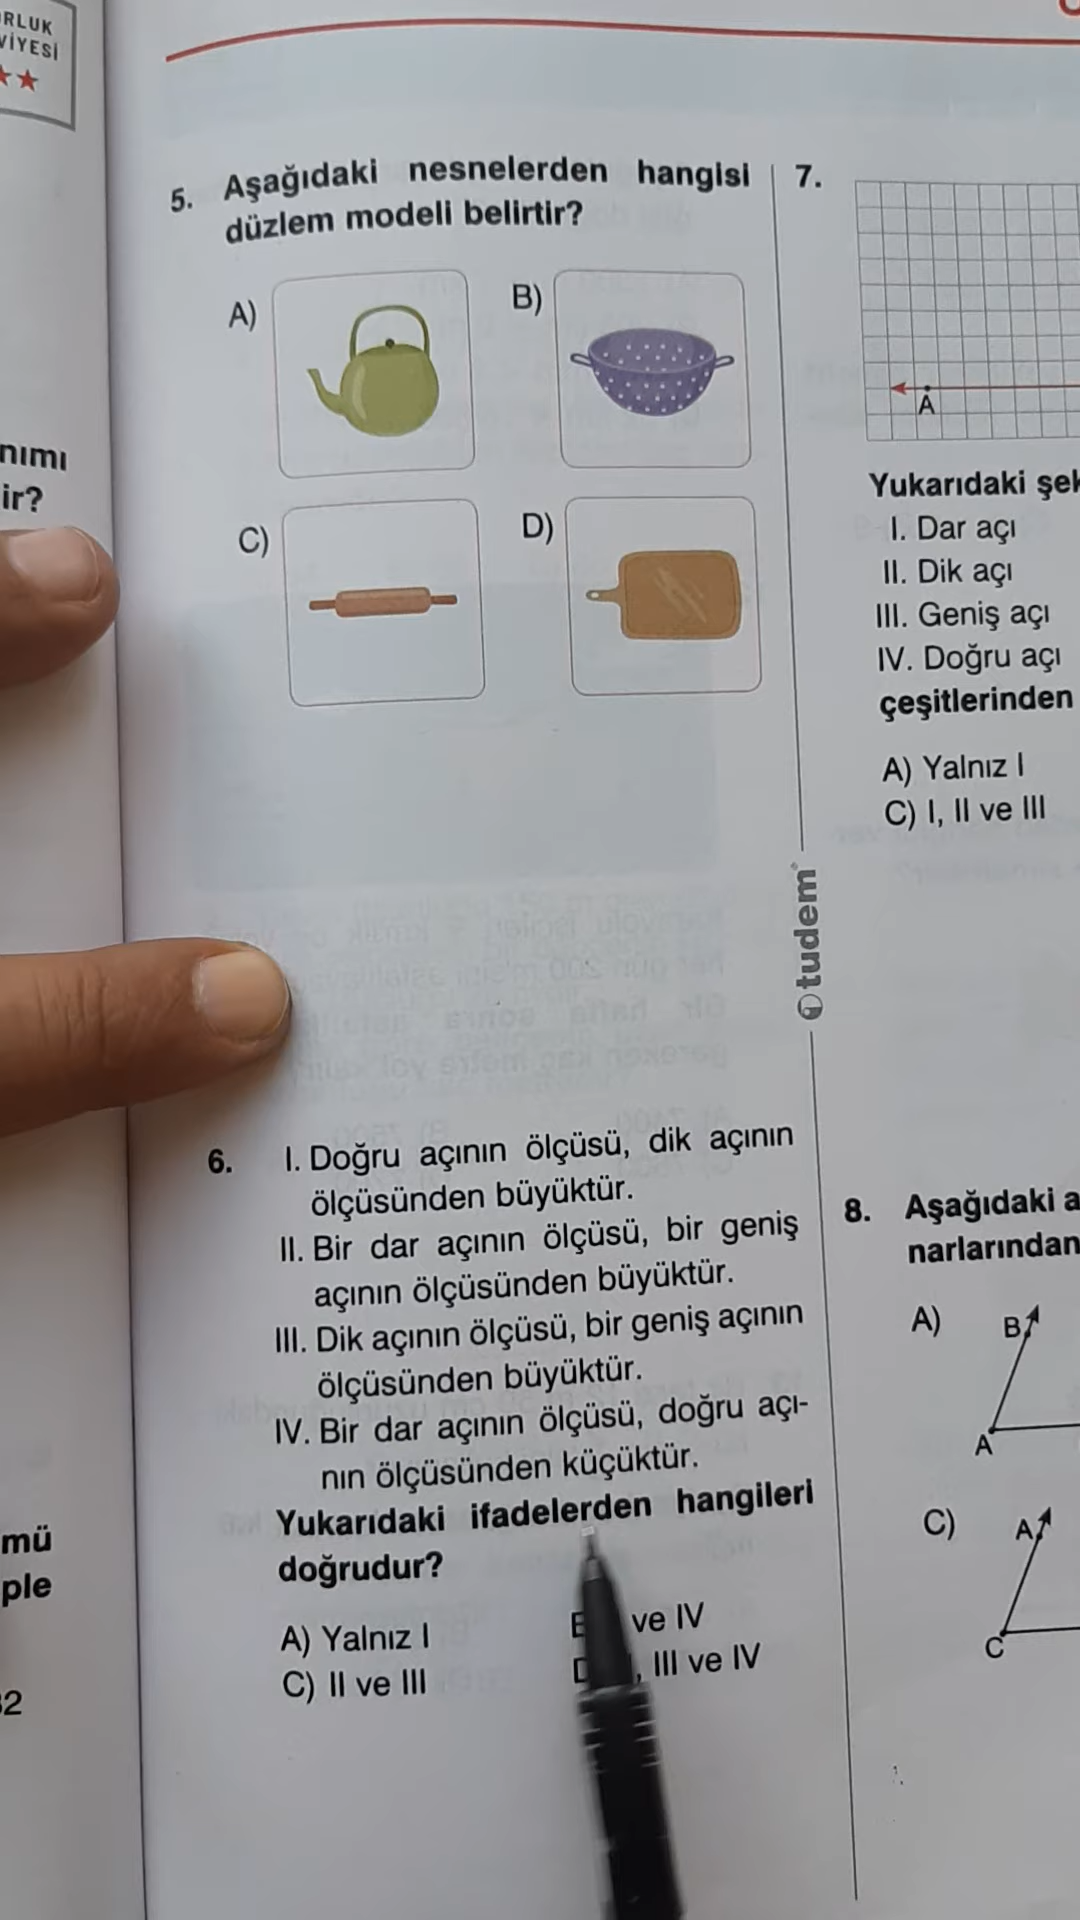 RLUK
VİYESİ
nımı
ir?
mü
ple
2
5. Aşağıdaki nesnelerden hangisi
düzlem modeli belirtir?
A)
B)
C)
D)
6. I. Doğru açının ölçüsü, dik açının
ölçüsünden büyüktür.
II. Bir dar açının ölçüsü, bir geniş
açının ölçüsünden büyüktür.
III. Dik açının ölçüsü, bir geniş açının
ölçüsünden büyüktür.
IV. Bir dar açının ölçüsü, doğru açı-
nın ölçüsünden küçüktür.
Yukarıdaki ifadelerden hangileri
doğrudur?
A) Yalnız I
ve IV
C) II ve III
, III ve IV
tudem
7.
A
Yukarıdaki şek
I. Dar açı
II. Dik açı
III. Geniş açı
IV. Doğru açı
çeşitlerinden
A) Yalnız I
C) I, II ve III
8. Aşağıdaki a
narlarından
A)
B
A
C)
A
C